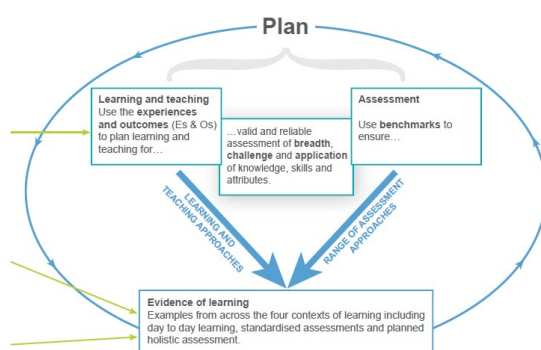 Plan
Learning and teaching
Use the experiences
and outcomes (Es & Os)
to plan learning and
teaching for…
…valid and reliable
assessment of breadth,
challenge and application
of knowledge, skills and
attributes.
Assessment
Use benchmarks to
ensure…
LEARNING AND
TEACHING APPROACHES
RANGE OF ASSESSMENT
APPROACHES
Evidence of learning
Examples from across the four contexts of learning including
day to day learning, standardised assessments and planned
holistic assessment.